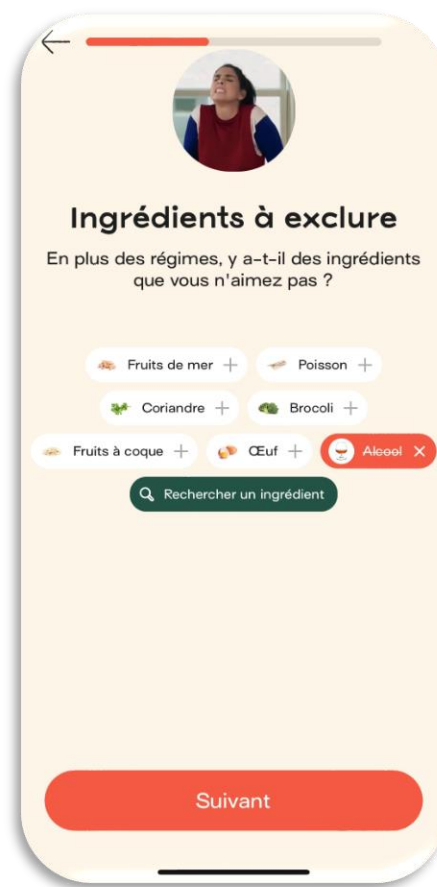 Ingrédients à exclure
En plus des régimes, y a-t-il des ingrédients
que vous n'aimez pas ?
Fruits de mer
Poisson
Coriandre
Brocoli
Fruits à coque
Œuf
Alcool
Rechercher un ingrédient
Suivant